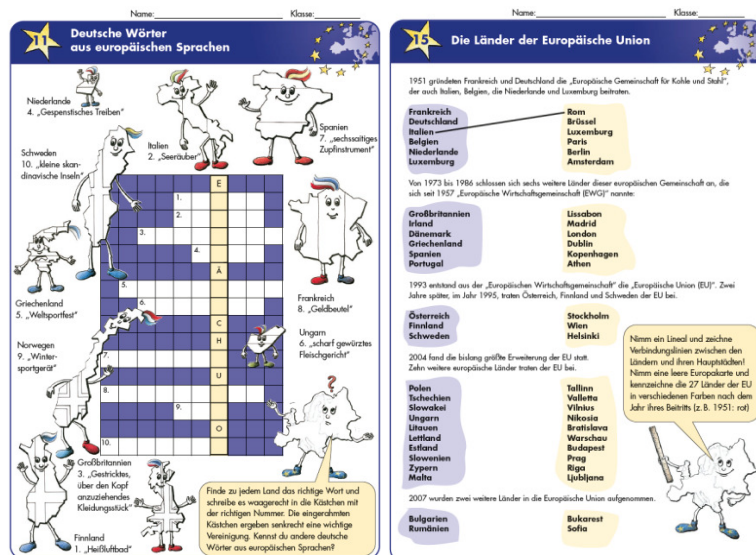 Name: Klasse:
11
Deutsche Wörter
aus europäischen Sprachen
Niederlande
4. „Gespenstisches Treiben"
Italien
2. „Seeräuber"
Spanien
7. „sechssaitiges
Zupfinstrument"
Schweden
10. „kleine skan-
dinavische Inseln"
Griechenland
5. „Weltsportfest"
Frankreich
8. „Geldbeutel"
Norwegen
9. „Winter-
sportgerät"
Ungarn
6. „scharf gewürztes
Fleischgericht"
E
1.
2.
3.
4.
Ä
5.
6.
C
H
7.
U
8.
9.
O
10.
?
Großbritannien
3. „Gestricktes,
über den Kopf
anzuziehendes
Kleidungsstück"
Finnland
1. „Heißluftbad"
Finde zu jedem Land das richtige Wort und
schreibe es waagerecht in die Kästchen mit
der richtigen Nummer. Die eingerahmten
Kästchen ergeben senkrecht eine wichtige
Vereinigung. Kennst du andere deutsche
Wörter aus europäischen Sprachen?
Name: Klasse:
15
Die Länder der Europäische Union
1951 gründeten Frankreich und Deutschland die „Europäische Gemeinschaft für Kohle und Stahl",
der auch Italien, Belgien, die Niederlande und Luxemburg beitraten.
Frankreich
Deutschland
Italien
Belgien
Niederlande
Luxemburg
Rom
Brüssel
Luxemburg
Paris
Berlin
Amsterdam
Von 1973 bis 1986 schlossen sich sechs weitere Länder dieser europäischen Gemeinschaft an, die
sich seit 1957 „Europäische Wirtschaftsgemeinschaft (EWG)" nannte:
Großbritannien
Irland
Dänemark
Griechenland
Spanien
Portugal
Lissabon
Madrid
London
Dublin
Kopenhagen
Athen
1993 entstand aus der „Europäischen Wirtschaftsgemeinschaft" die „Europäische Union (EU)". Zwei
Jahre später, im Jahr 1995, traten Österreich, Finnland und Schweden der EU bei.
Österreich
Finnland
Schweden
Stockholm
Wien
Helsinki
2004 fand die bislang größte Erweiterung der EU statt.
Zehn weitere europäische Länder traten der EU bei.
Polen
Tschechien
Slowakei
Ungarn
Litauen
Lettland
Estland
Slowenien
Zypern
Malta
Tallinn
Valletta
Vilnius
Nikosia
Bratislava
Warschau
Budapest
Prag
Riga
Ljubljana
Nimm ein Lineal und zeichne
Verbindungslinien zwischen den
Ländern und ihren Hauptstädten!
Nimm eine leere Europakarte und
kennzeichne die 27 Länder der EU
in verschiedenen Farben nach dem
Jahr ihres Beitritts (z. B. 1951: rot)
2007 wurden zwei weitere Länder in die Europäische Union aufgenommen.
Bulgarien
Rumänien
Bukarest
Sofia